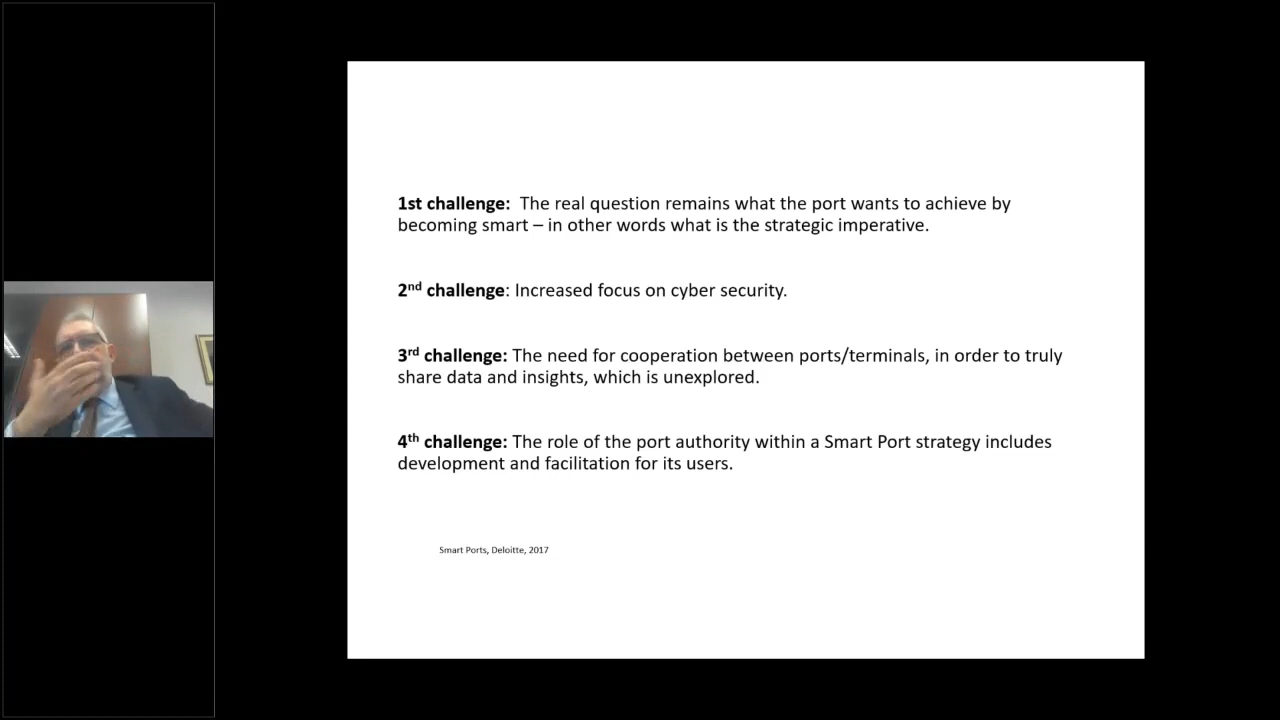 1st challenge: The real question remains what the port wants to achieve by
becoming smart – in other words what is the strategic imperative.
2nd challenge: Increased focus on cyber security.
3rd challenge: The need for cooperation between ports/terminals, in order to truly
share data and insights, which is unexplored.
4th challenge: The role of the port authority within a Smart Port strategy includes
development and facilitation for its users.
Smart Ports, Deloitte, 2017